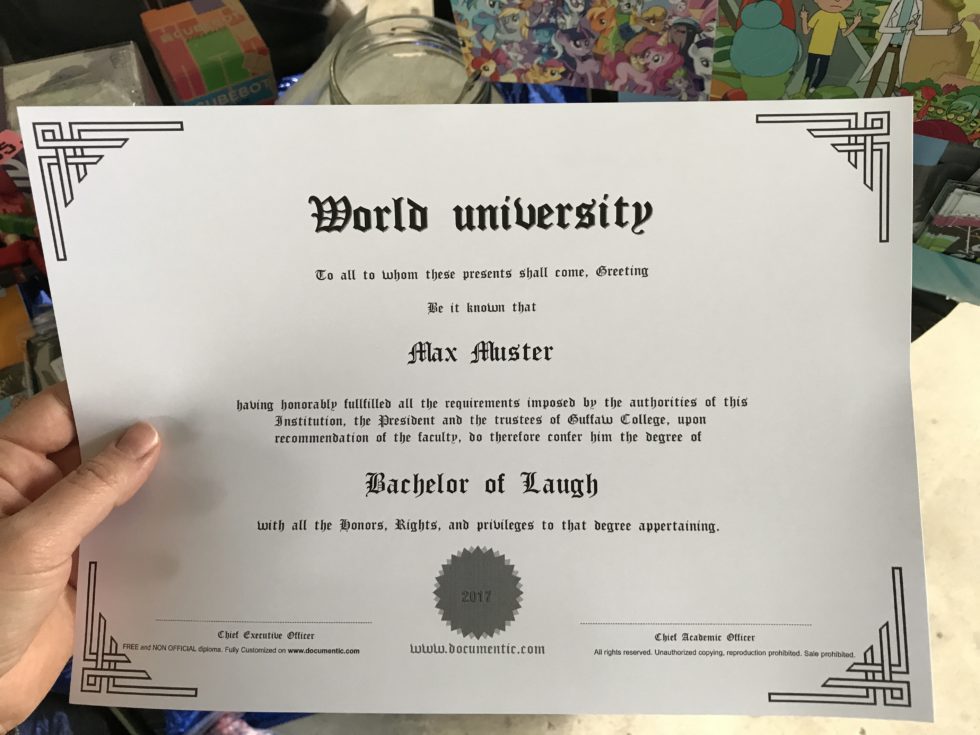 CUBEBOT
CUBEBOT
World university
To all to whom these presents shall come, Greeting
Be it known that
Max Muster
having honorably fullfilled all the requirements imposed by the authorities of this
Institution, the President and the trustees of Guffaw College, upon
recommendation of the faculty, do therefore confer him the degree of
Bachelor of Laugh
with all the Honors, Rights, and privileges to that degree appertaining.
2017
Chief Executive Officer
Chief Academic Officer
FREE and NON OFFICIAL diploma. Fully Customized on www.documentic.com
www.documentic.com
All rights reserved. Unauthorized copying, reproduction prohibited. Sale prohibited.